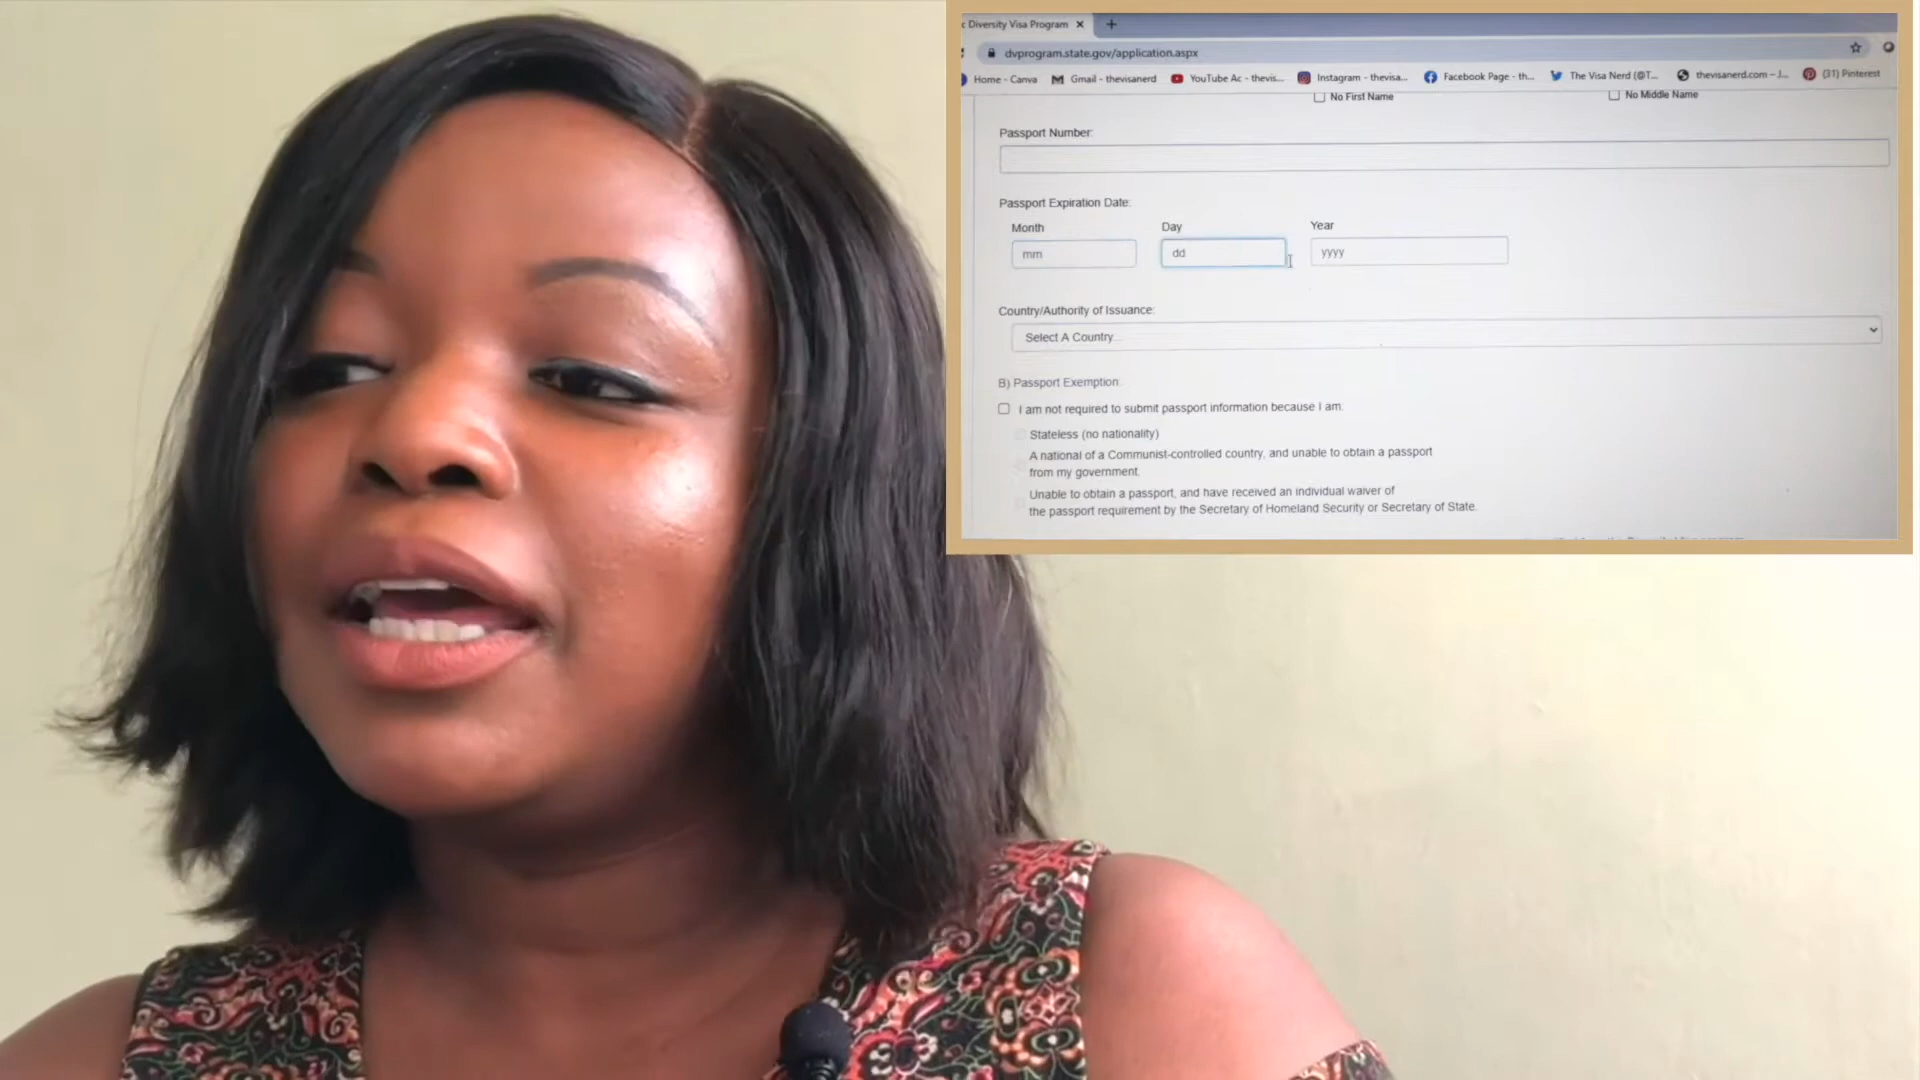 c Diversity Visa Program
dvprogram.state.gov/application.aspx
Home - Canva Gmail - thevisanerd YouTube Ac - thevis... Instagram - thevisa... Facebook Page - th... The Visa Nerd (@T... thevisanerd.com – J... (31) Pinterest
No First Name No Middle Name
Passport Number:
Passport Expiration Date:
Month Day Year
mm dd yyyy
Country/Authority of Issuance:
Select A Country...
B) Passport Exemption:
I am not required to submit passport information because I am:
Stateless (no nationality)
A national of a Communist-controlled country, and unable to obtain a passport
from my government.
Unable to obtain a passport, and have received an individual waiver of
the passport requirement by the Secretary of Homeland Security or Secretary of State.